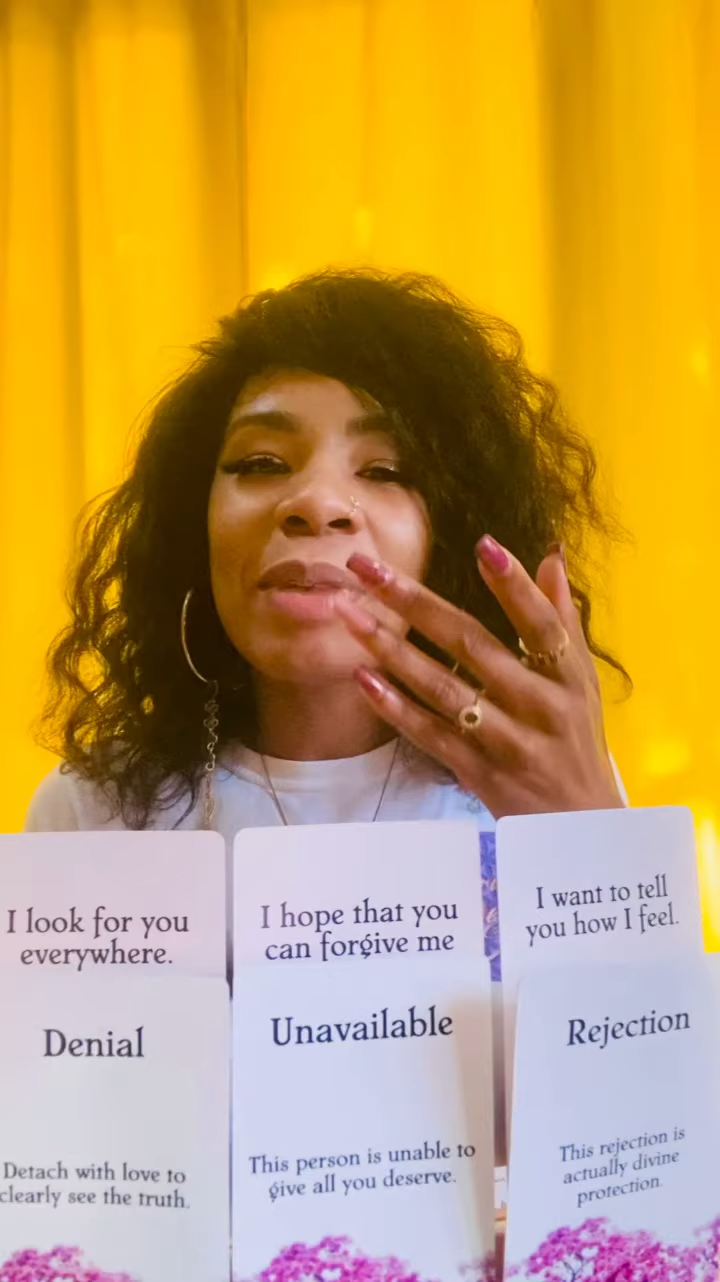 I look for you
everywhere.
I hope that you
can forgive me
I want to tell
you how I feel.
Denial
Detach with love to
clearly see the truth.
Unavailable
This person is unable to
give all you deserve.
Rejection
This rejection is
actually divine
protection.